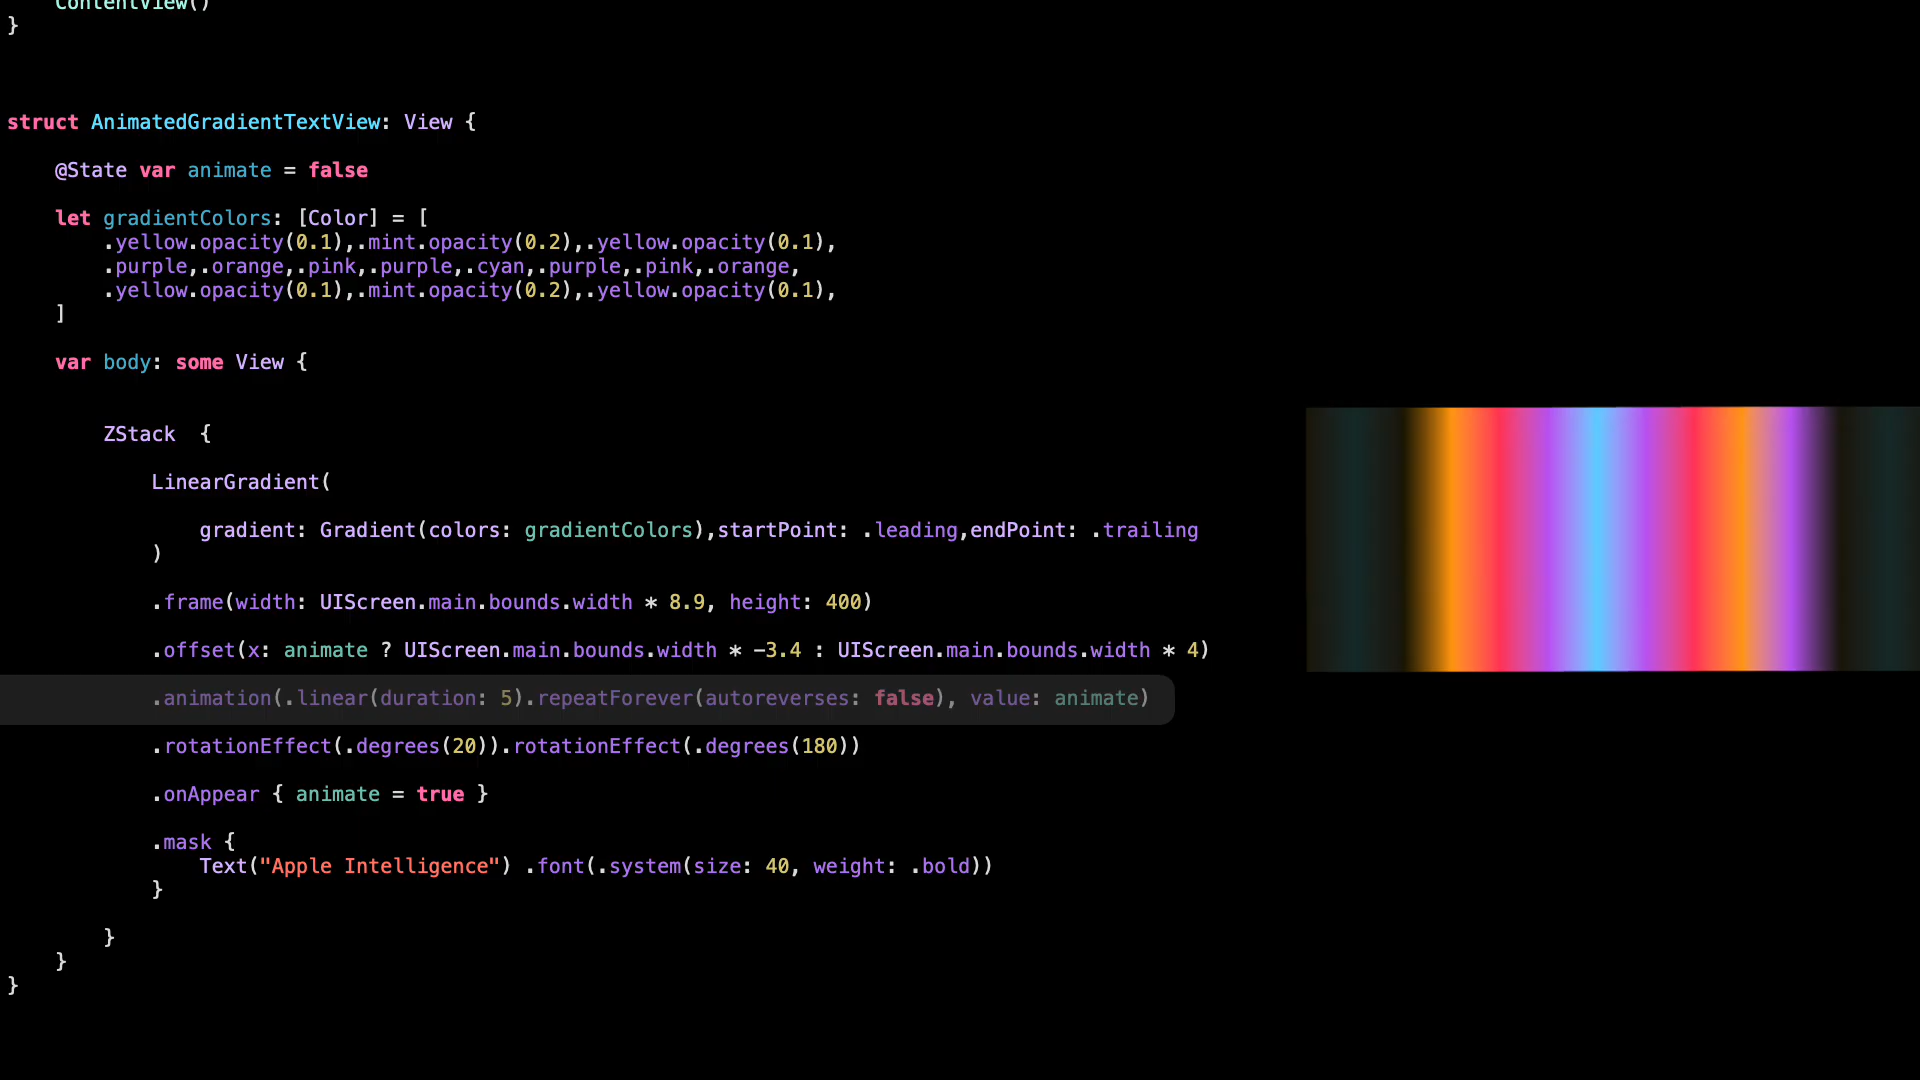 ContentView()
}
struct AnimatedGradientTextView: View {
@State var animate = false
let gradientColors: [Color] = [
.yellow.opacity(0.1),.mint.opacity(0.2),.yellow.opacity(0.1),
.purple,.orange,.pink,.purple,.cyan,.purple,.pink,.orange,
.yellow.opacity(0.1),.mint.opacity(0.2),.yellow.opacity(0.1),
]
var body: some View {
ZStack  {
LinearGradient(
gradient: Gradient(colors: gradientColors),startPoint: .leading,endPoint: .trailing
)
.frame(width: UIScreen.main.bounds.width * 8.9, height: 400)
.offset(x: animate ? UIScreen.main.bounds.width * -3.4 : UIScreen.main.bounds.width * 4)
.animation(.linear(duration: 5).repeatForever(autoreverses: false), value: animate)
.rotationEffect(.degrees(20)).rotationEffect(.degrees(180))
.onAppear { animate = true }
.mask {
Text("Apple Intelligence") .font(.system(size: 40, weight: .bold))
}
}
}
}